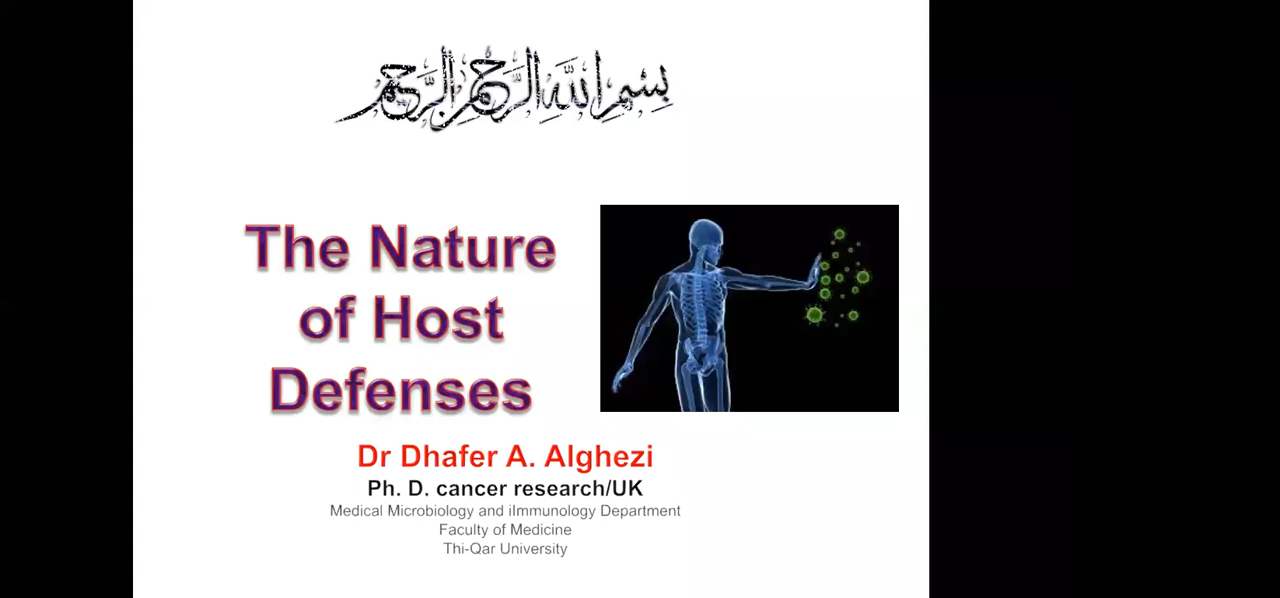 بسم الله الرحمن الرحيم
The Nature
of Host
Defenses
Dr Dhafer A. Alghezi
Ph. D. cancer research/UK
Medical Microbiology and iImmunology Department
Faculty of Medicine
Thi-Qar University